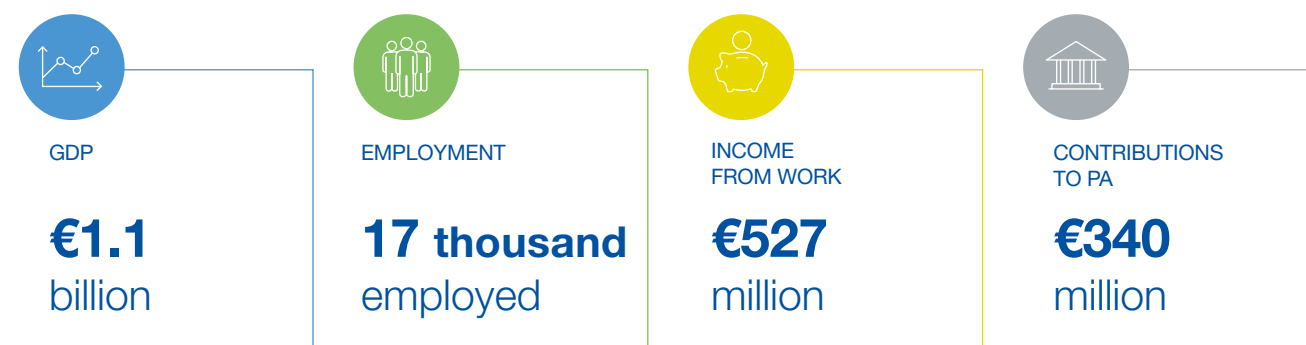 GDP
€1.1
billion
EMPLOYMENT
17 thousand
employed
INCOME
FROM WORK
€527
million
CONTRIBUTIONS
TO PA
€340
million